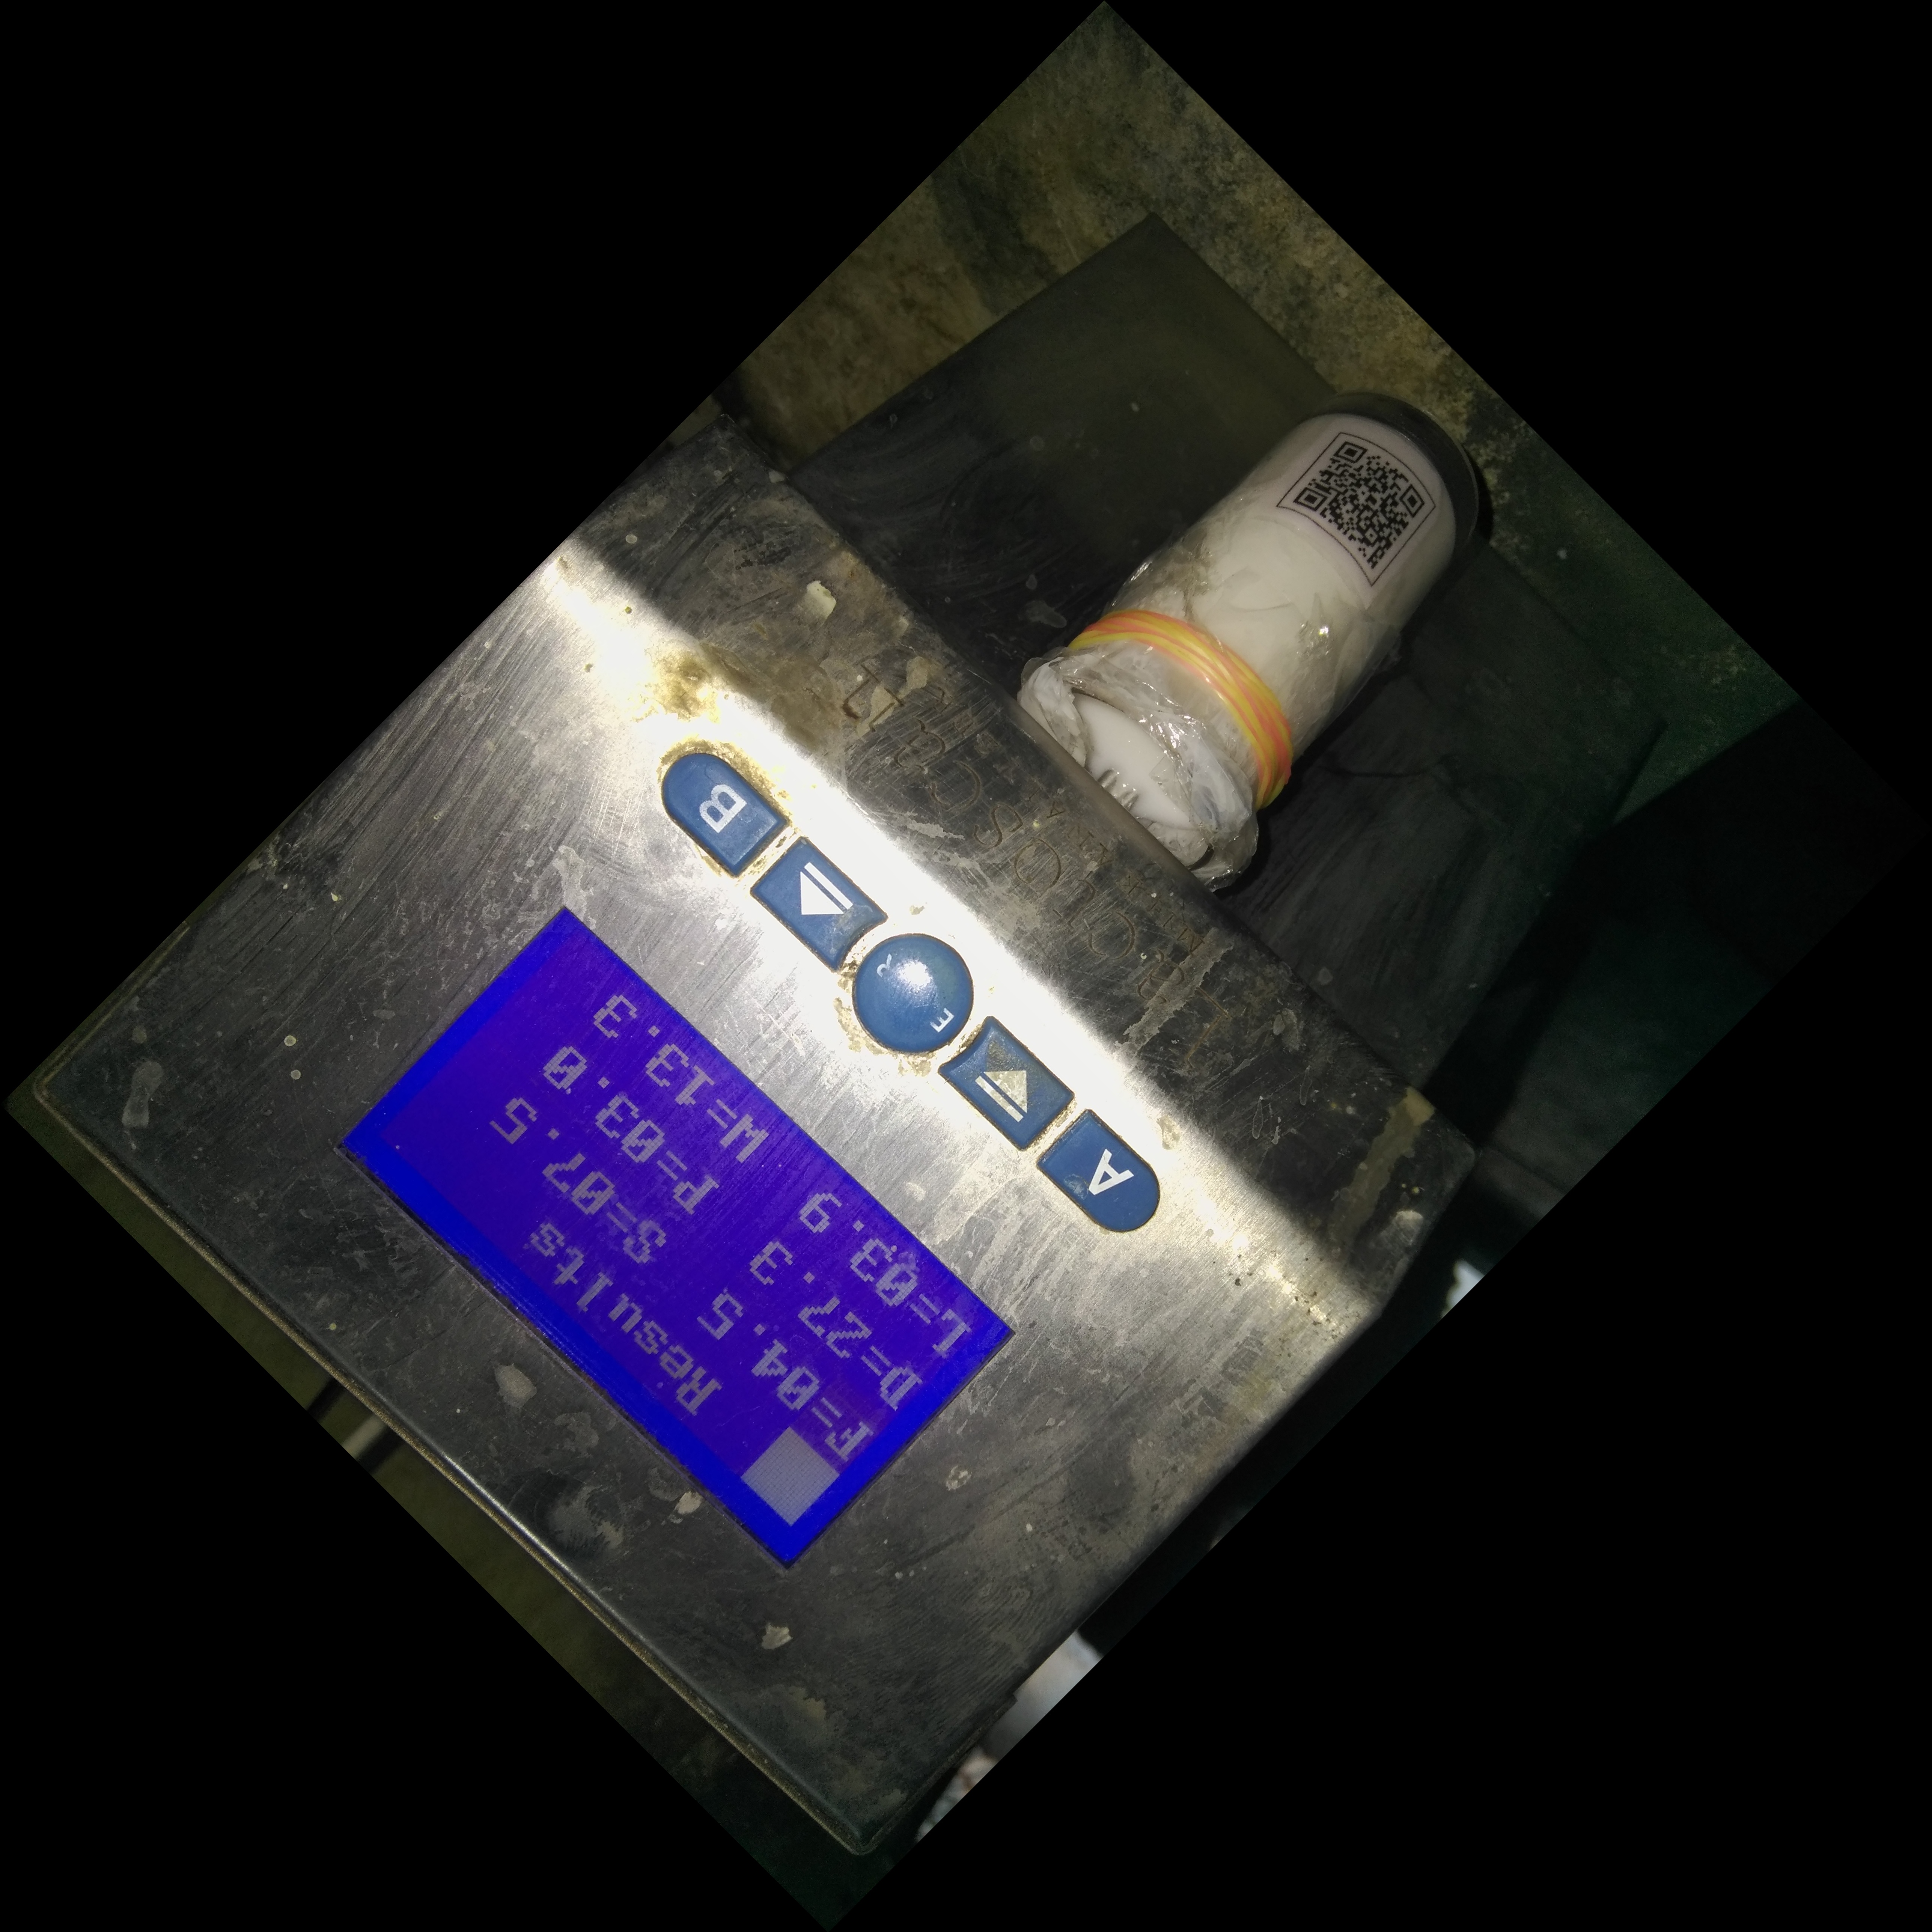 Results
F=04.5 S=07.5
D=27.3 P=03.0
L=03.9 W=13.3
A
E
R
B